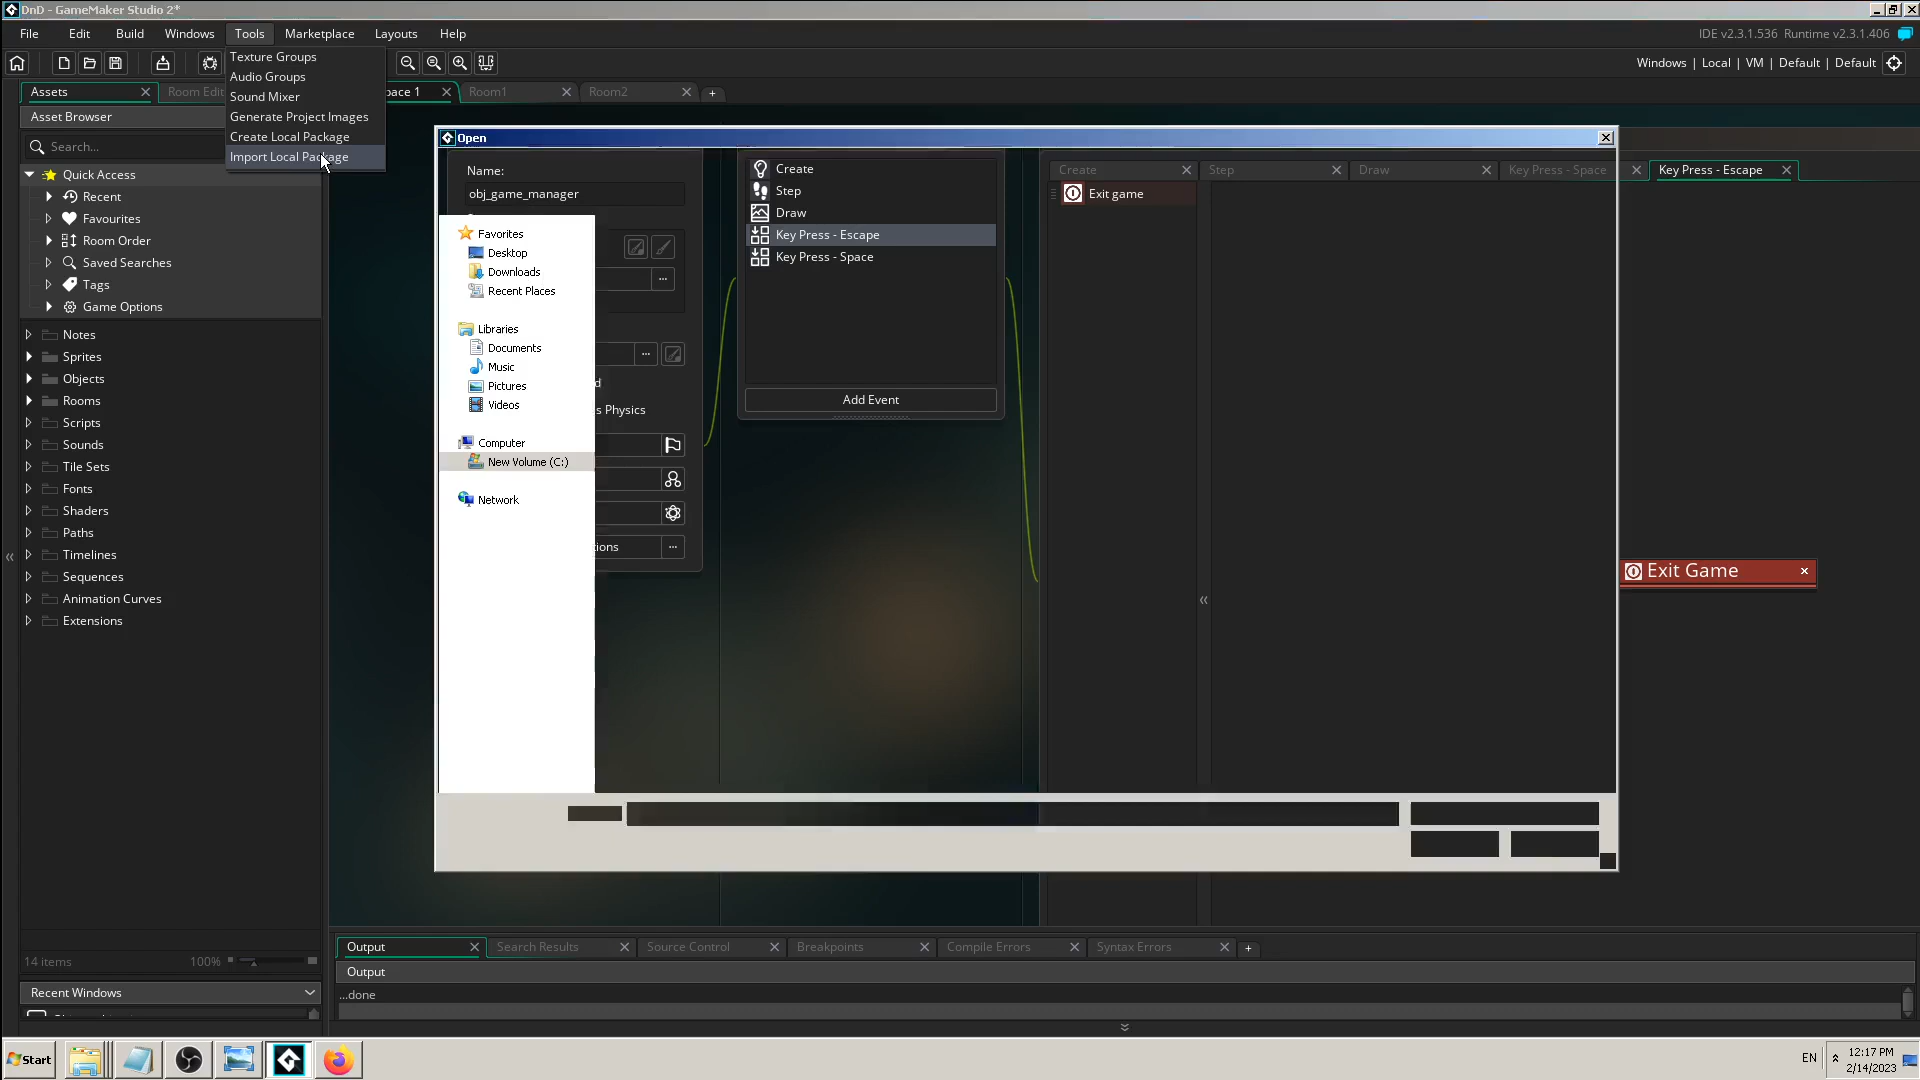 DnD - GameMaker Studio 2*
File Edit Build Windows Tools Marketplace Layouts Help
IDE v2.3.1.536 Runtime v2.3.1.406
Windows | Local | VM | Default | Default
Texture Groups
Audio Groups
Sound Mixer
Generate Project Images
Create Local Package
Import Local Package
Assets
Room Edit
pace 1
Room1
Room2
+
Asset Browser
Search...
Quick Access
Recent
Favourites
Room Order
Saved Searches
Tags
Game Options
Notes
Sprites
Objects
Rooms
Scripts
Sounds
Tile Sets
Fonts
Shaders
Paths
Timelines
Sequences
Animation Curves
Extensions
14 items
100%
Recent Windows
Open
Name:
obj_game_manager
Favorites
Desktop
Downloads
Recent Places
Libraries
Documents
Music
Pictures
Videos
Computer
New Volume (C:)
Network
d
s Physics
tions
Create
Step
Draw
Key Press - Escape
Key Press - Space
Add Event
Create
Step
Draw
Key Press - Space
Key Press - Escape
Exit game
Exit Game
Output
Search Results
Source Control
Breakpoints
Compile Errors
Syntax Errors
+
Output
...done
Start
EN
12:17 PM
2/14/2023